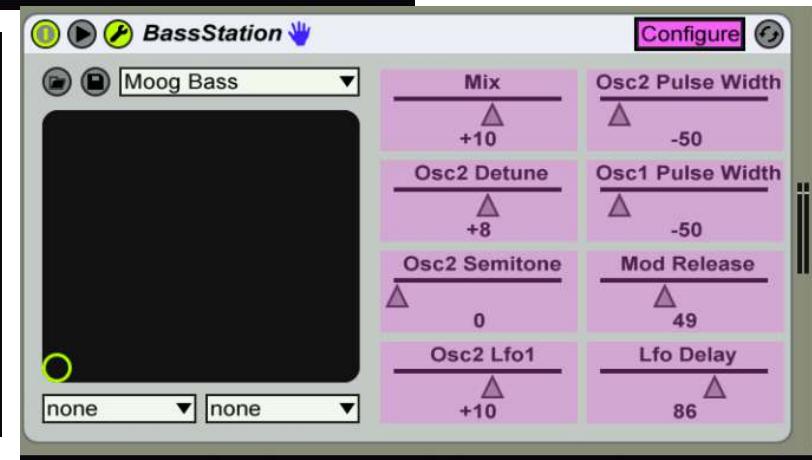 BassStation
Configure
Moog Bass
Mix
+10
Osc2 Pulse Width
-50
Osc2 Detune
+8
Osc1 Pulse Width
-50
Osc2 Semitone
0
Mod Release
49
Osc2 Lfo1
+10
Lfo Delay
86
none
none